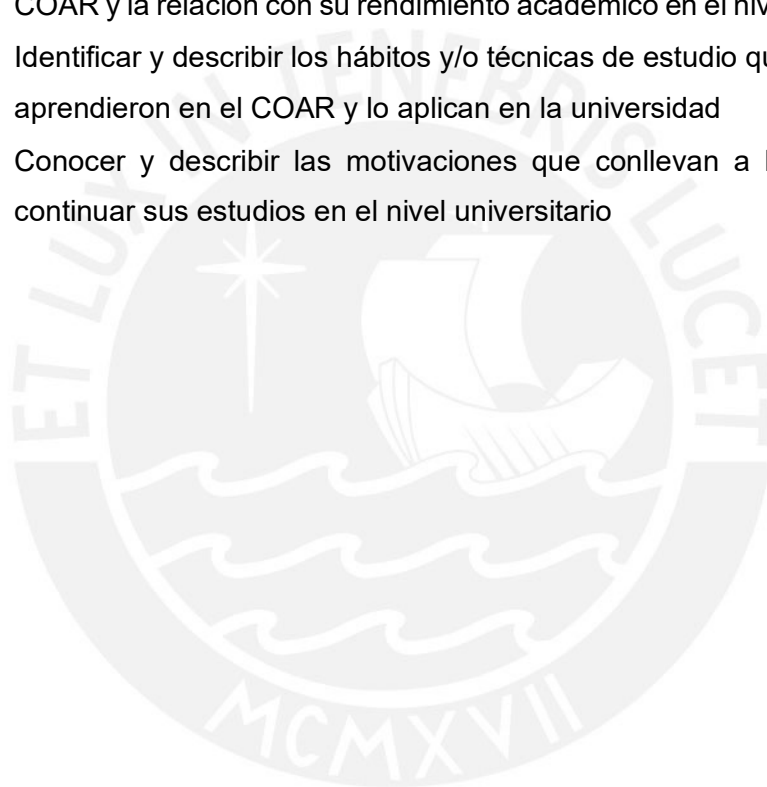 COAR y la relación con su rendimiento académico en el
Identificar y describir los hábitos y/o técnicas de estudio
aprendieron en el COAR y lo aplican en la universidad
Conocer y describir las motivaciones que conllevan a
continuar sus estudios en el nivel universitario
ET LUX IN TENEBRIS LUCET
MCMXVII